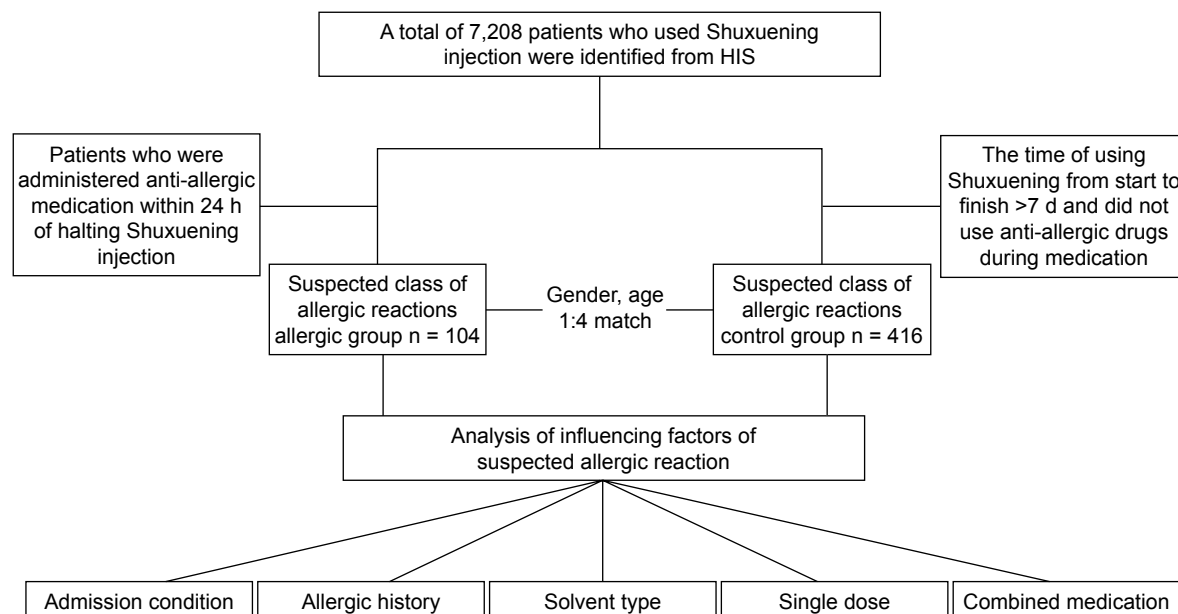 A total of 7,208 patients who used Shuxuening
injection were identified from HIS
Patients who were
administered anti-allergic
medication within 24 h
of halting Shuxuening
injection
The time of using
Shuxuening from start to
finish >7 d and did not
use anti-allergic drugs
during medication
Suspected class of
allergic reactions
allergic group n = 104
Gender, age
1:4 match
Suspected class of
allergic reactions
control group n = 416
Analysis of influencing factors of
suspected allergic reaction
Admission condition
Allergic history
Solvent type
Single dose
Combined medication